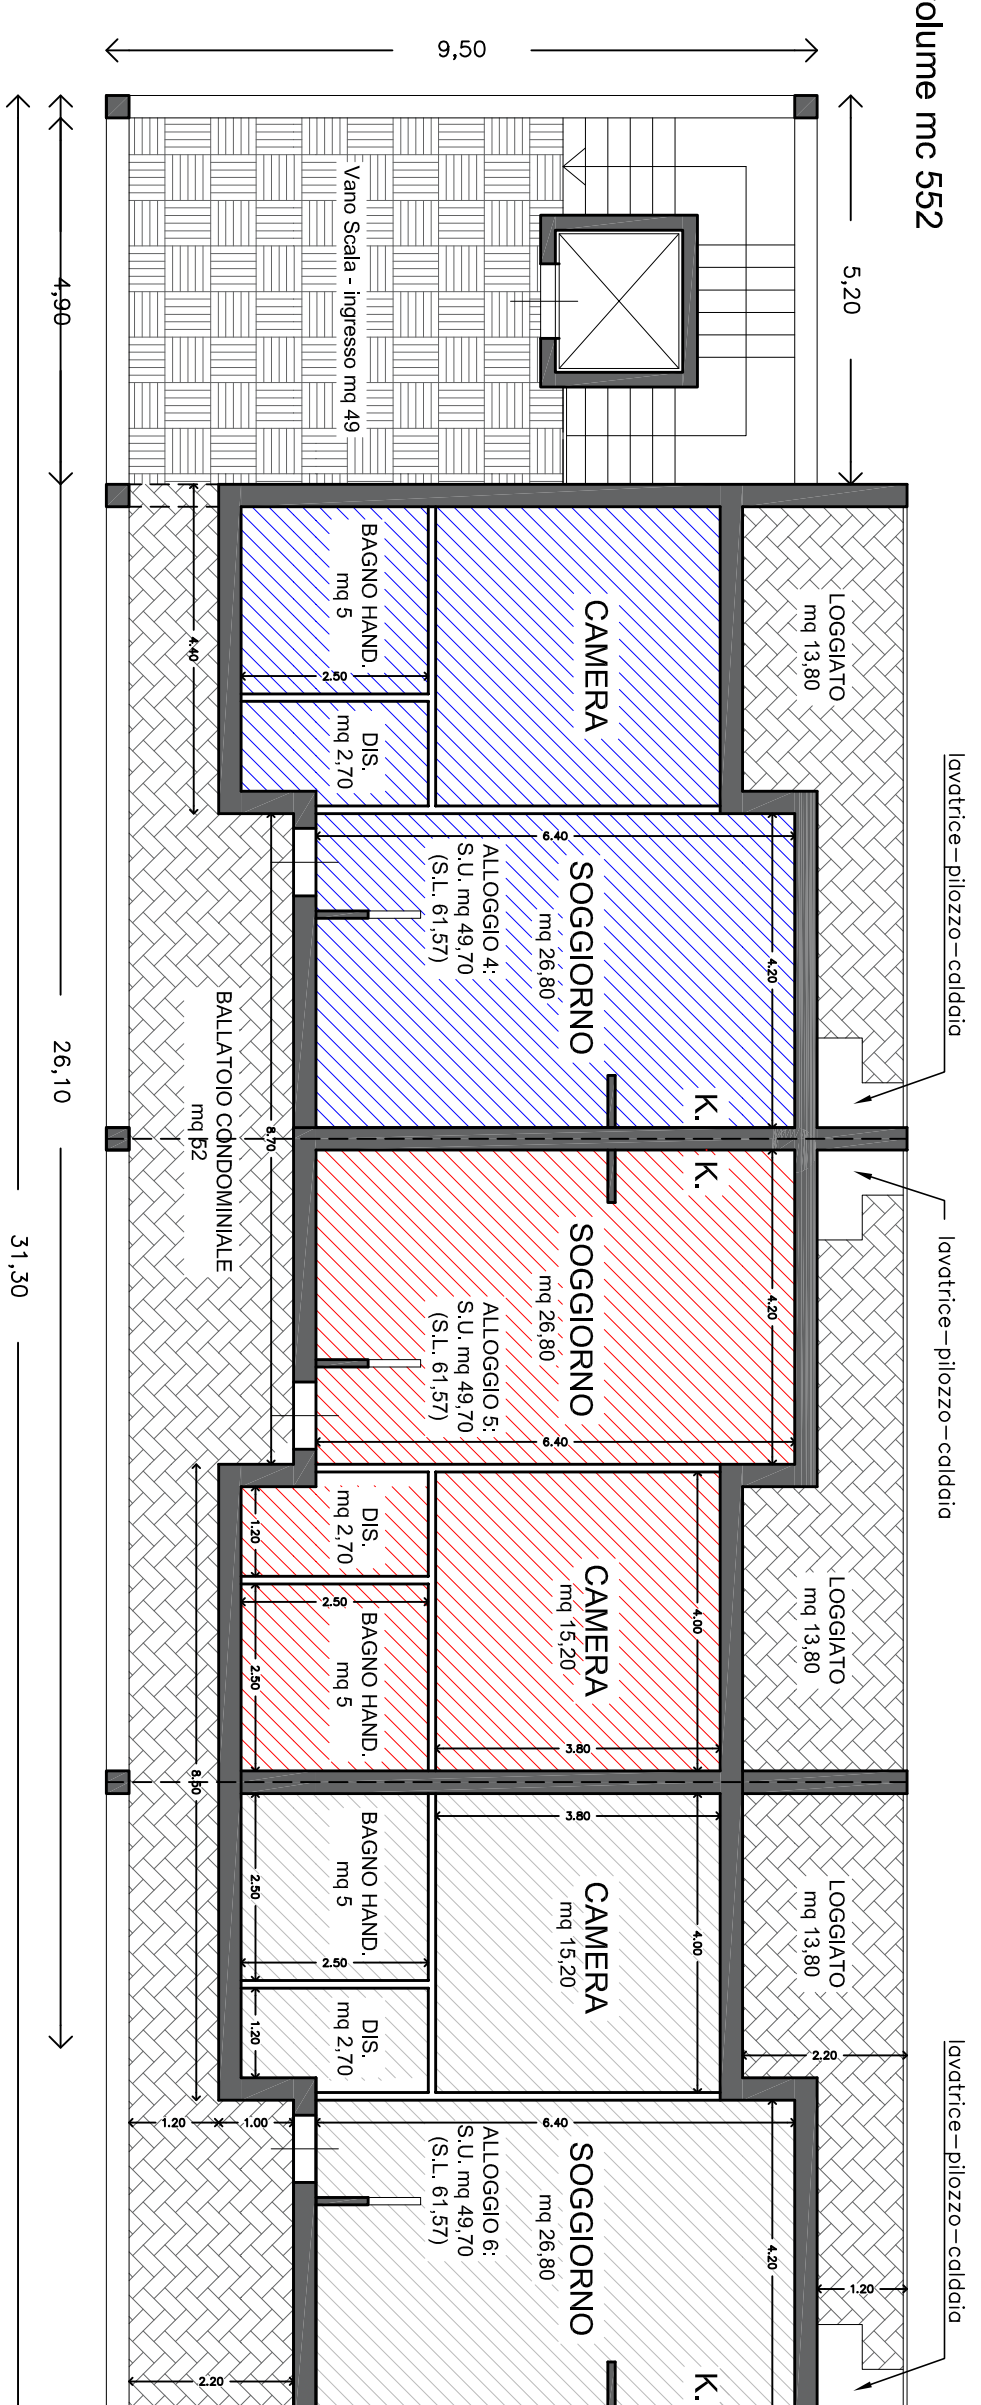 olume mc 552
9,50
5,20
4,90
26,10
31,30
Vano Scala - ingresso mq 49
LOGGIATO
mq 13,80
CAMERA
BAGNO HAND.
mq 5
2.50
DIS.
mq 2,70
4.40
lavatrice-pilozzo-caldaia
6.40
4.20
SOGGIORNO
mq 26,80
ALLOGGIO 4:
S.U. mq 49,70
(S.L. 61,57)
K.
BALLATOIO CONDOMINIALE
mq 52
8.70
lavatrice-pilozzo-caldaia
K.
4.20
SOGGIORNO
mq 26,80
ALLOGGIO 5:
S.U. mq 49,70
(S.L. 61,57)
6.40
LOGGIATO
mq 13,80
CAMERA
mq 15,20
4.00
3.80
DIS.
mq 2,70
1.20
2.50
BAGNO HAND.
mq 5
2.50
8.50
LOGGIATO
mq 13,80
3.80
4.00
CAMERA
mq 15,20
BAGNO HAND.
mq 5
2.50
2.50
DIS.
mq 2,70
1.20
2.20
1.20
1.00
6.40
lavatrice-pilozzo-caldaia
4.20
1.20
SOGGIORNO
mq 26,80
ALLOGGIO 6:
S.U. mq 49,70
(S.L. 61,57)
K.
2.20